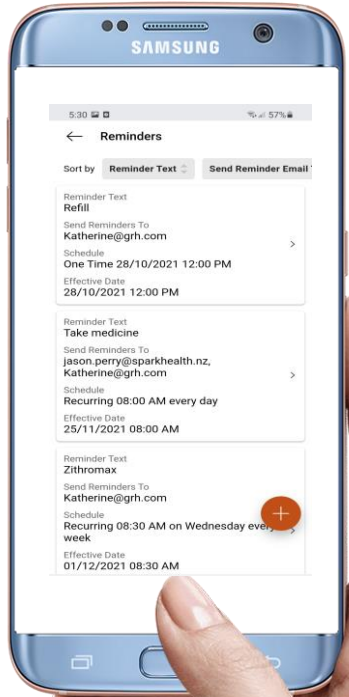 SAMSUNG
5:30 57%
← Reminders
Sort by Reminder Text Send Reminder Email
Reminder Text
Refill
Send Reminders To
Katherine@grh.com
Schedule
One Time 28/10/2021 12:00 PM
Effective Date
28/10/2021 12:00 PM
Reminder Text
Take medicine
Send Reminders To
jason.perry@sparkhealth.nz,
Katherine@grh.com
Schedule
Recurring 08:00 AM every day
Effective Date
25/11/2021 08:00 AM
Reminder Text
Zithromax
Send Reminders To
Katherine@grh.com
Schedule
Recurring 08:30 AM on Wednesday every
week
Effective Date
01/12/2021 08:30 AM